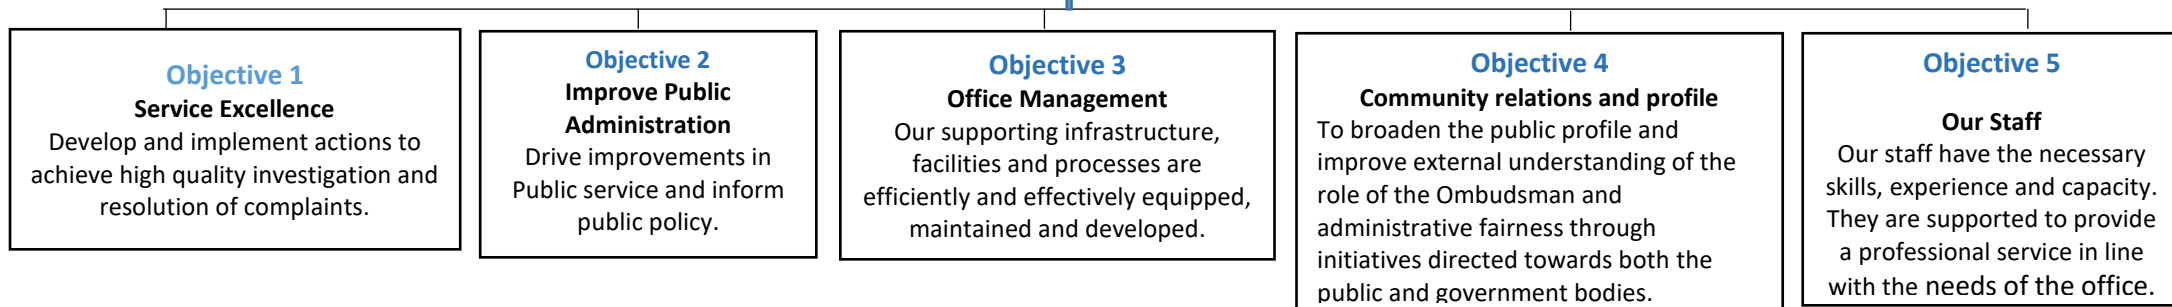 Objective 1
Service Excellence
Develop and implement actions to
achieve high quality investigation and
resolution of complaints.
Objective 2
Improve Public
Administration
Drive improvements in
Public service and inform
public policy.
Objective 3
Office Management
Our supporting infrastructure,
facilities and processes are
efficiently and effectively equipped,
maintained and developed.
Objective 4
Community relations and profile
To broaden the public profile and
improve external understanding of the
role of the Ombudsman and
administrative fairness through
initiatives directed towards both the
public and government bodies.
Objective 5
Our Staff
Our staff have the necessary
skills, experience and capacity.
They are supported to provide
a professional service in line
with the needs of the office.